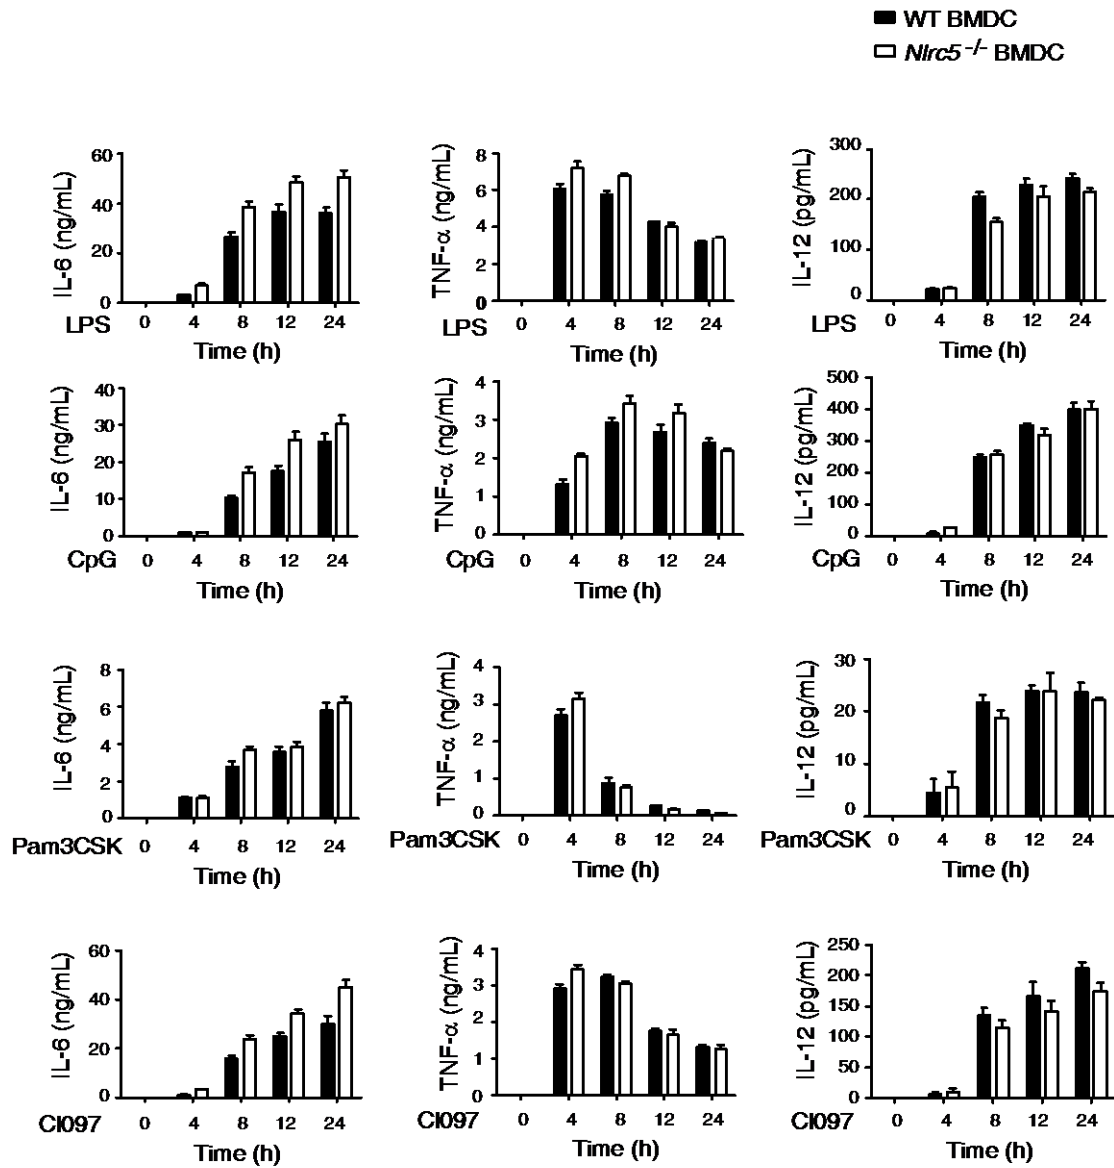 WT BMDC
Nlrc5 -/- BMDC
IL-6 (ng/mL)
60
40
20
0
LPS 0 4 8 12 24
Time (h)
TNF-α (ng/mL)
8
6
4
2
0
LPS 0 4 8 12 24
Time (h)
IL-12 (pg/mL)
300
200
100
0
LPS 0 4 8 12 24
Time (h)
IL-6 (ng/mL)
40
30
20
10
0
CpG 0 4 8 12 24
Time (h)
TNF-α (ng/mL)
4
3
2
1
0
CpG 0 4 8 12 24
Time (h)
IL-12 (pg/mL)
500
400
300
200
100
0
CpG 0 4 8 12 24
Time (h)
IL-6 (ng/mL)
8
6
4
2
0
Pam3CSK 0 4 8 12 24
Time (h)
TNF-α (ng/mL)
4
3
2
1
0
Pam3CSK 0 4 8 12 24
Time (h)
IL-12 (pg/mL)
30
20
10
0
Pam3CSK 0 4 8 12 24
Time (h)
IL-6 (ng/mL)
60
40
20
0
Cl097 0 4 8 12 24
Time (h)
TNF-α (ng/mL)
4
3
2
1
0
Cl097 0 4 8 12 24
Time (h)
IL-12 (pg/mL)
250
200
150
100
50
0
Cl097 0 4 8 12 24
Time (h)